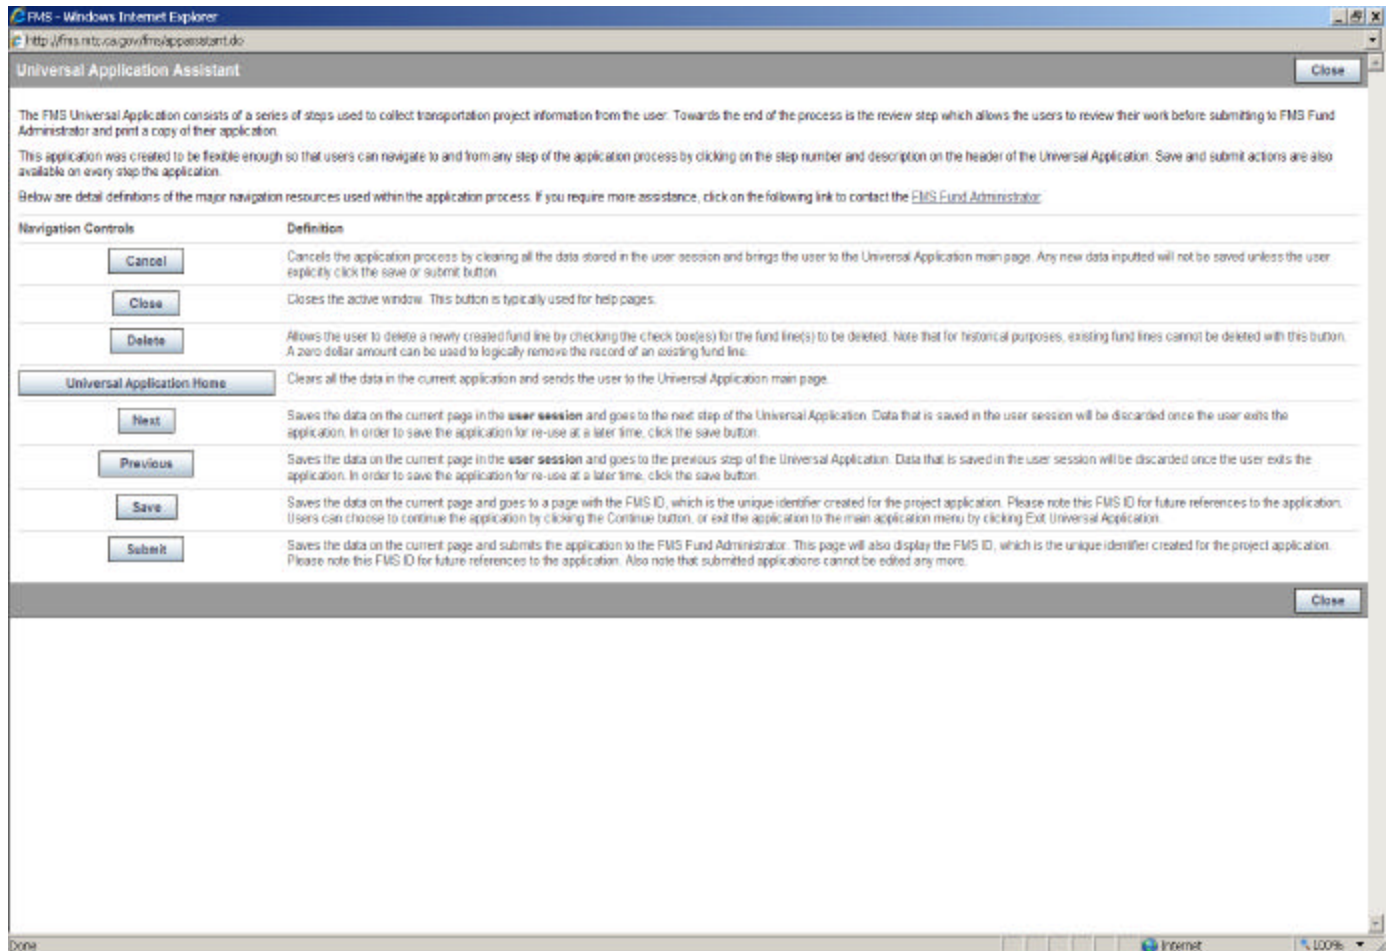 FMS - Windows Internet Explorer
http://fms.mtc.ca.gov/fms/appassistant.do
Universal Application Assistant
Close
The FMS Universal Application consists of a series of steps used to collect transportation project information from the user. Towards the end of the process is the review step which allows the users to review their work before submitting to FMS Fund
Administrator and print a copy of their application.
This application was created to be flexible enough so that users can navigate to and from any step of the application process by clicking on the step number and description on the header of the Universal Application. Save and submit actions are also
available on every step the application.
Below are detail definitions of the major navigation resources used within the application process. If you require more assistance, click on the following link to contact the FMS Fund Administrator.
Navigation Controls
Definition
Cancel
Cancels the application process by clearing all the data stored in the user session and brings the user to the Universal Application main page. Any new data inputted will not be saved unless the user
explicitly click the save or submit button.
Close
Closes the active window. This button is typically used for help pages.
Delete
Allows the user to delete a newly created fund line by checking the check box(es) for the fund line(s) to be deleted. Note that for historical purposes, existing fund lines cannot be deleted with this button.
A zero dollar amount can be used to logically remove the record of an existing fund line.
Universal Application Home
Clears all the data in the current application and sends the user to the Universal Application main page.
Next
Saves the data on the current page in the user session and goes to the next step of the Universal Application. Data that is saved in the user session will be discarded once the user exits the
application. In order to save the application for re-use at a later time, click the save button.
Previous
Saves the data on the current page in the user session and goes to the previous step of the Universal Application. Data that is saved in the user session will be discarded once the user exits the
application. In order to save the application for re-use at a later time, click the save button.
Save
Saves the data on the current page and goes to a page with the FMS ID, which is the unique identifier created for the project application. Please note this FMS ID for future references to the application.
Users can choose to continue the application by clicking the Continue button, or exit the application to the main application menu by clicking Exit Universal Application.
Submit
Saves the data on the current page and submits the application to the FMS Fund Administrator. This page will also display the FMS ID, which is the unique identifier created for the project application.
Please note this FMS ID for future references to the application. Also note that submitted applications cannot be edited any more.
Close
Done
Internet
100%